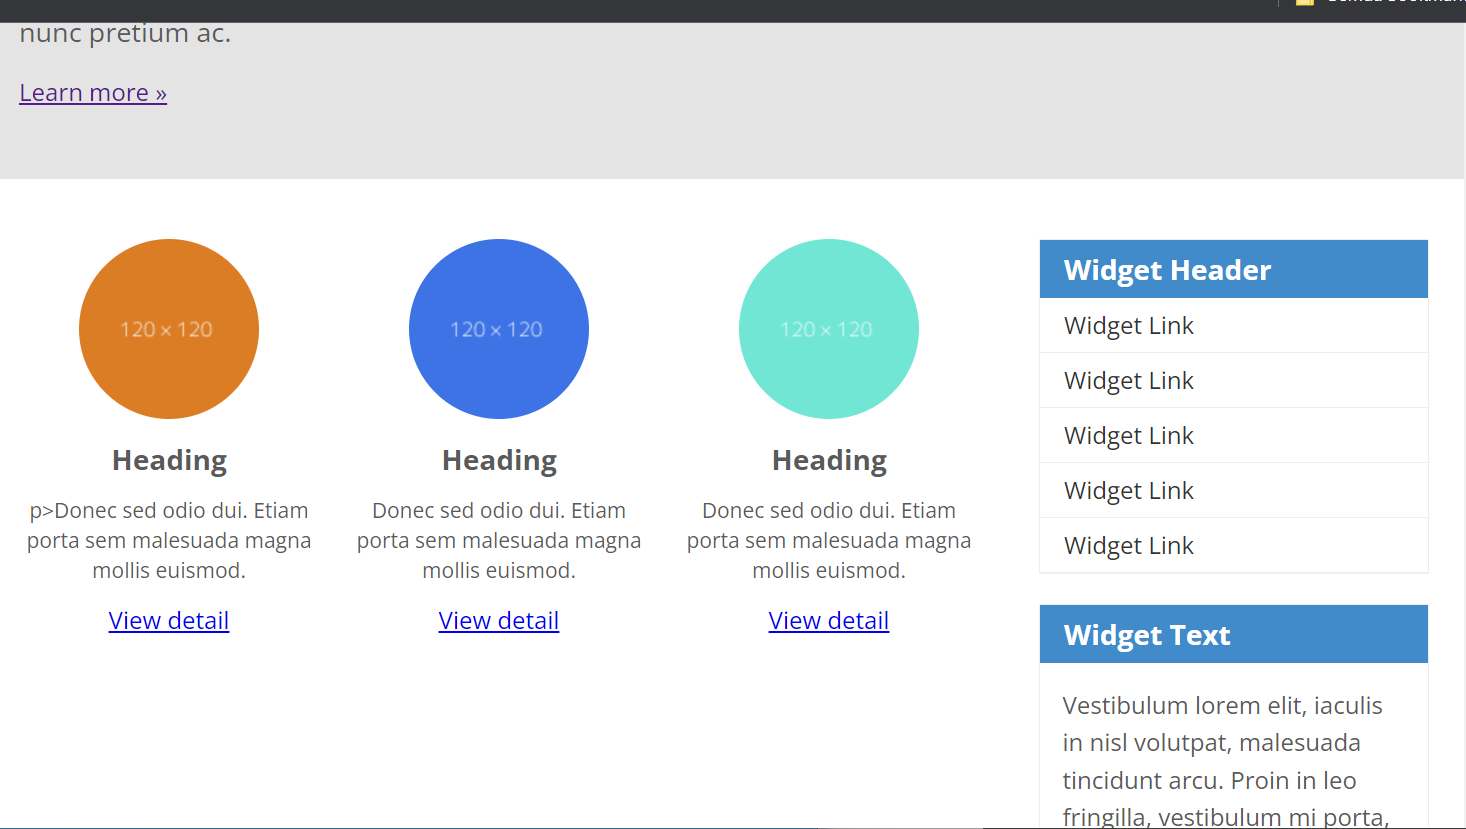 nunc pretium ac.
Learn more »
120 × 120
120 × 120
120 × 120
Heading
Heading
Heading
p>Donec sed odio dui. Etiam
porta sem malesuada magna
mollis euismod.
Donec sed odio dui. Etiam
porta sem malesuada magna
mollis euismod.
Donec sed odio dui. Etiam
porta sem malesuada magna
mollis euismod.
View detail
View detail
View detail
Widget Header
Widget Link
Widget Link
Widget Link
Widget Link
Widget Link
Widget Text
Vestibulum lorem elit, iaculis
in nisl volutpat, malesuada
tincidunt arcu. Proin in leo
fringilla, vestibulum mi porta,